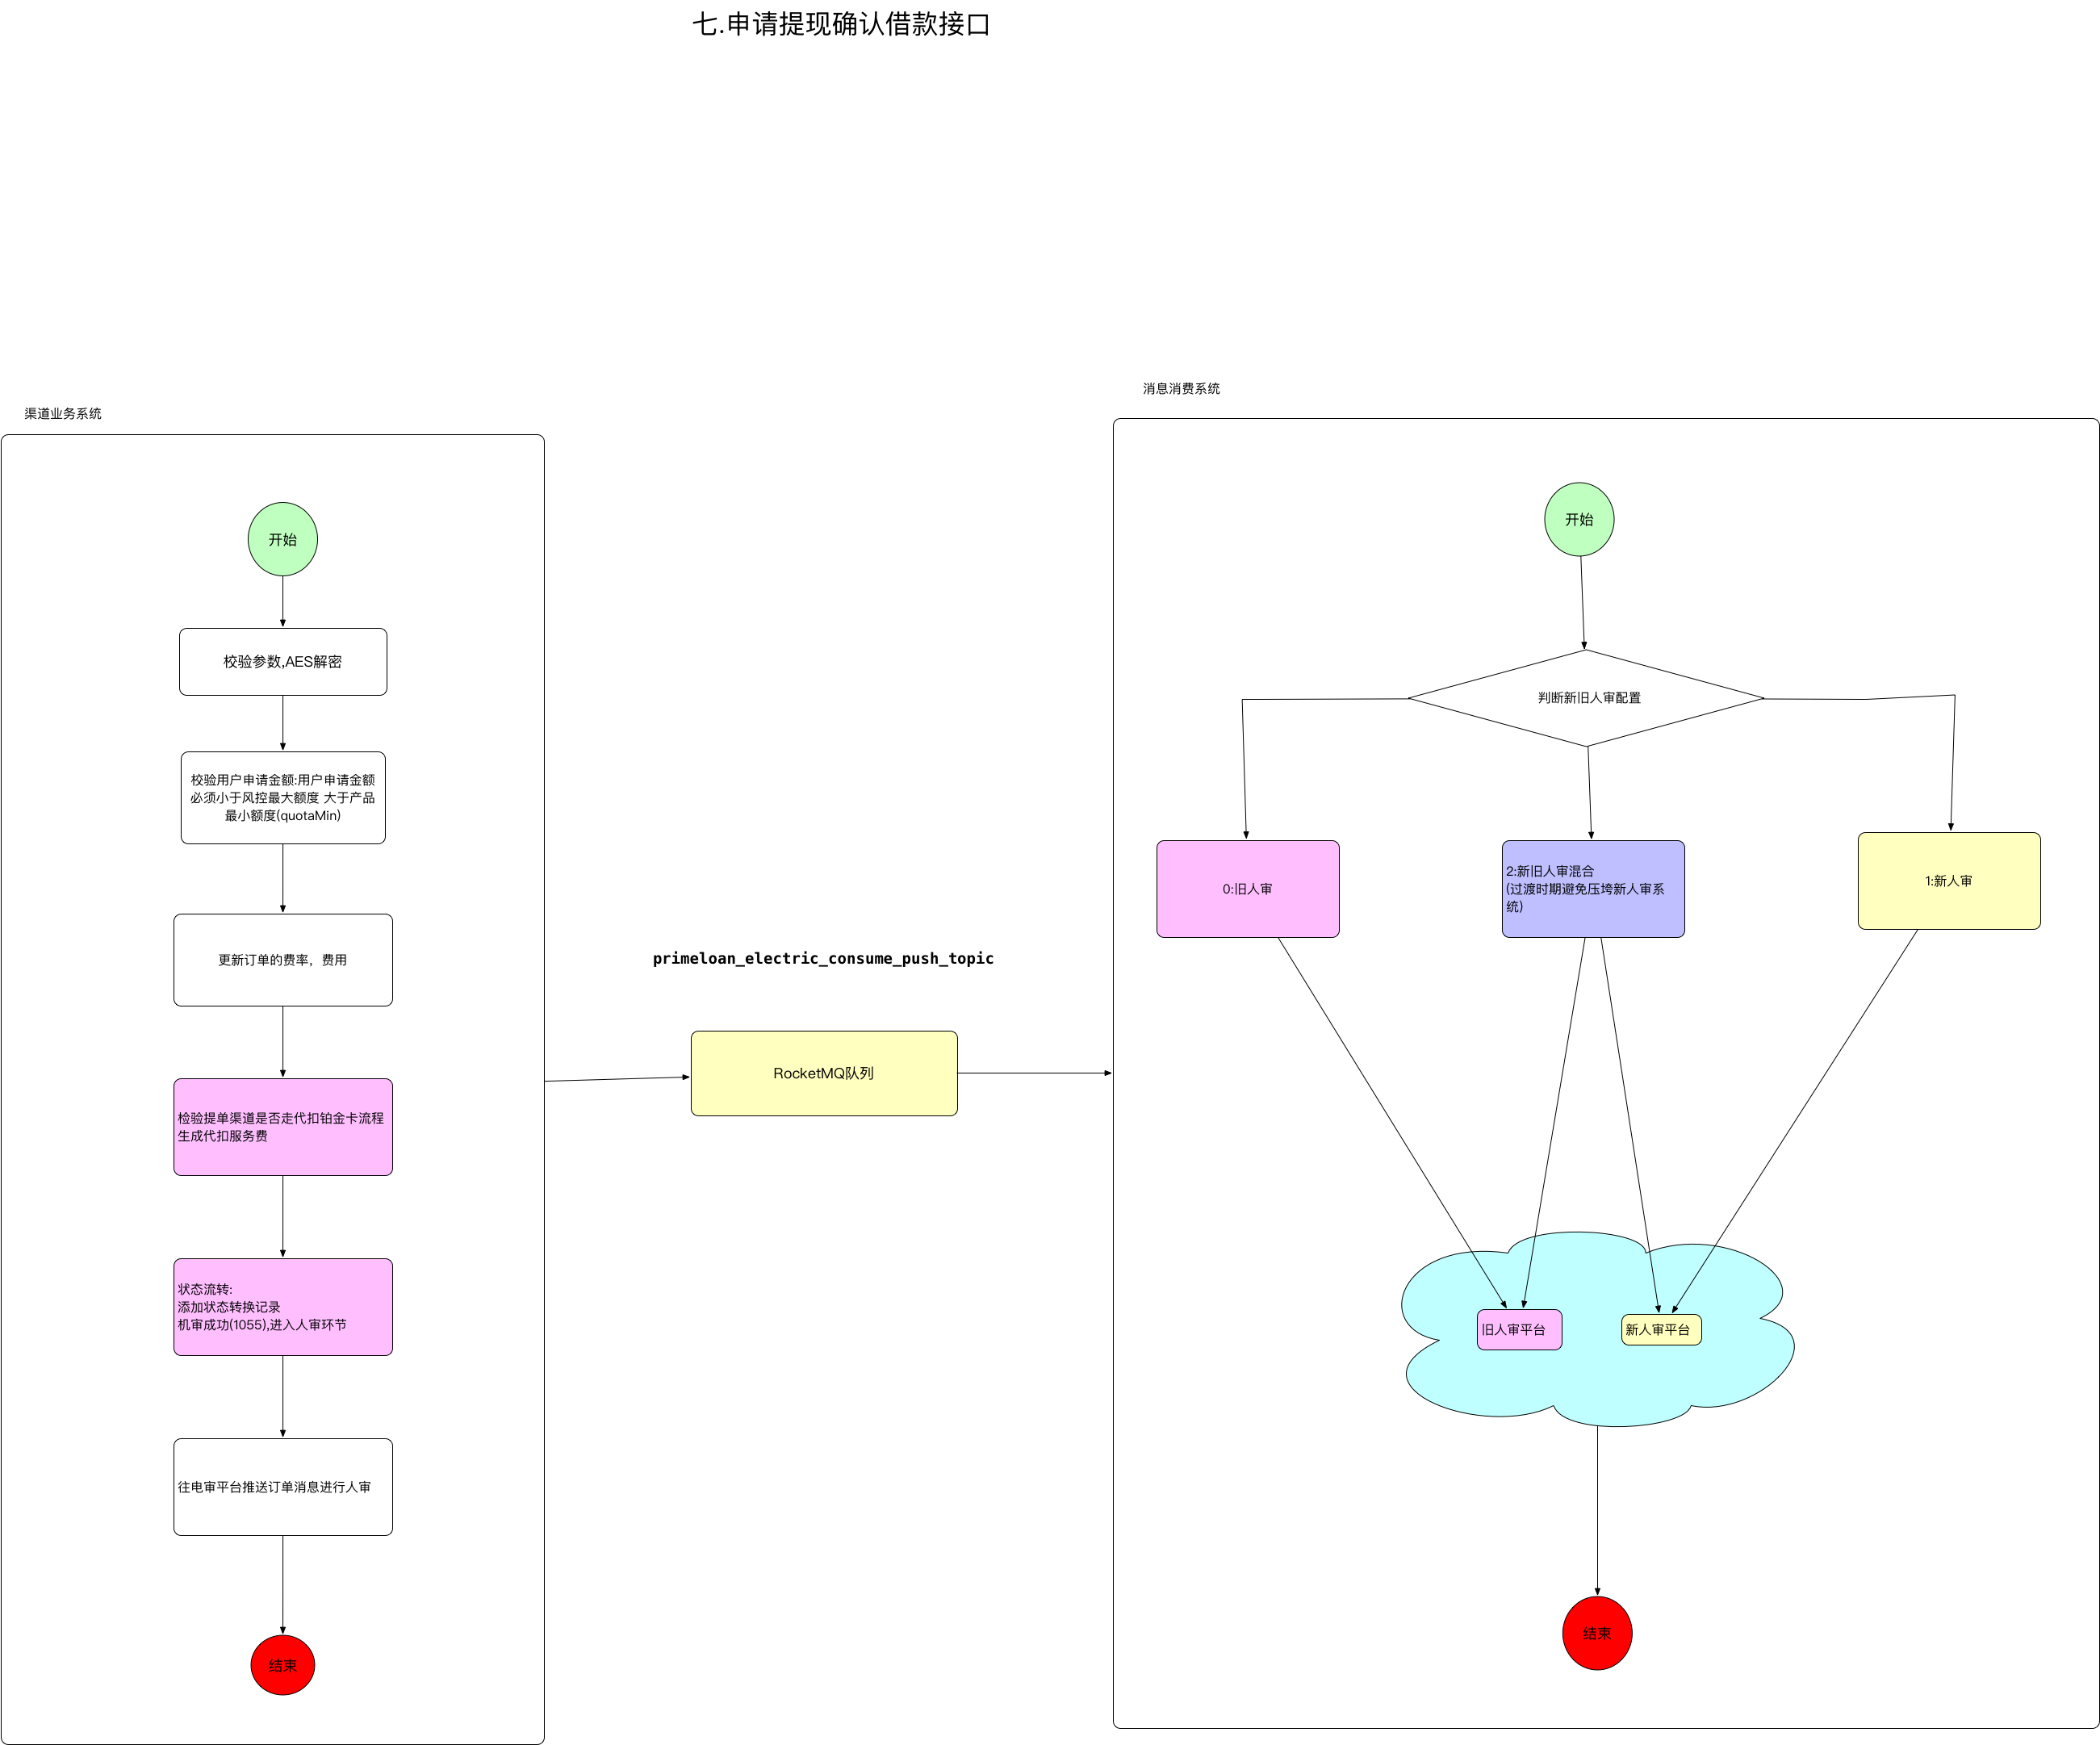 七.申请提现确认借款接口
渠道业务系统
开始
校验参数,AES解密
校验用户申请金额:用户申请金额
必须小于风控最大额度 大于产品
最小额度(quotaMin)
更新订单的费率，费用
检验提单渠道是否走代扣铂金卡流程
生成代扣服务费
状态流转:
添加状态转换记录
机审成功(1055),进入人审环节
往电审平台推送订单消息进行人审
结束
primeloan_electric_consume_push_topic
RocketMQ队列
消息消费系统
开始
判断新旧人审配置
0:旧人审
2:新旧人审混合
(过渡时期避免压垮新人审系
统)
1:新人审
旧人审平台
新人审平台
结束